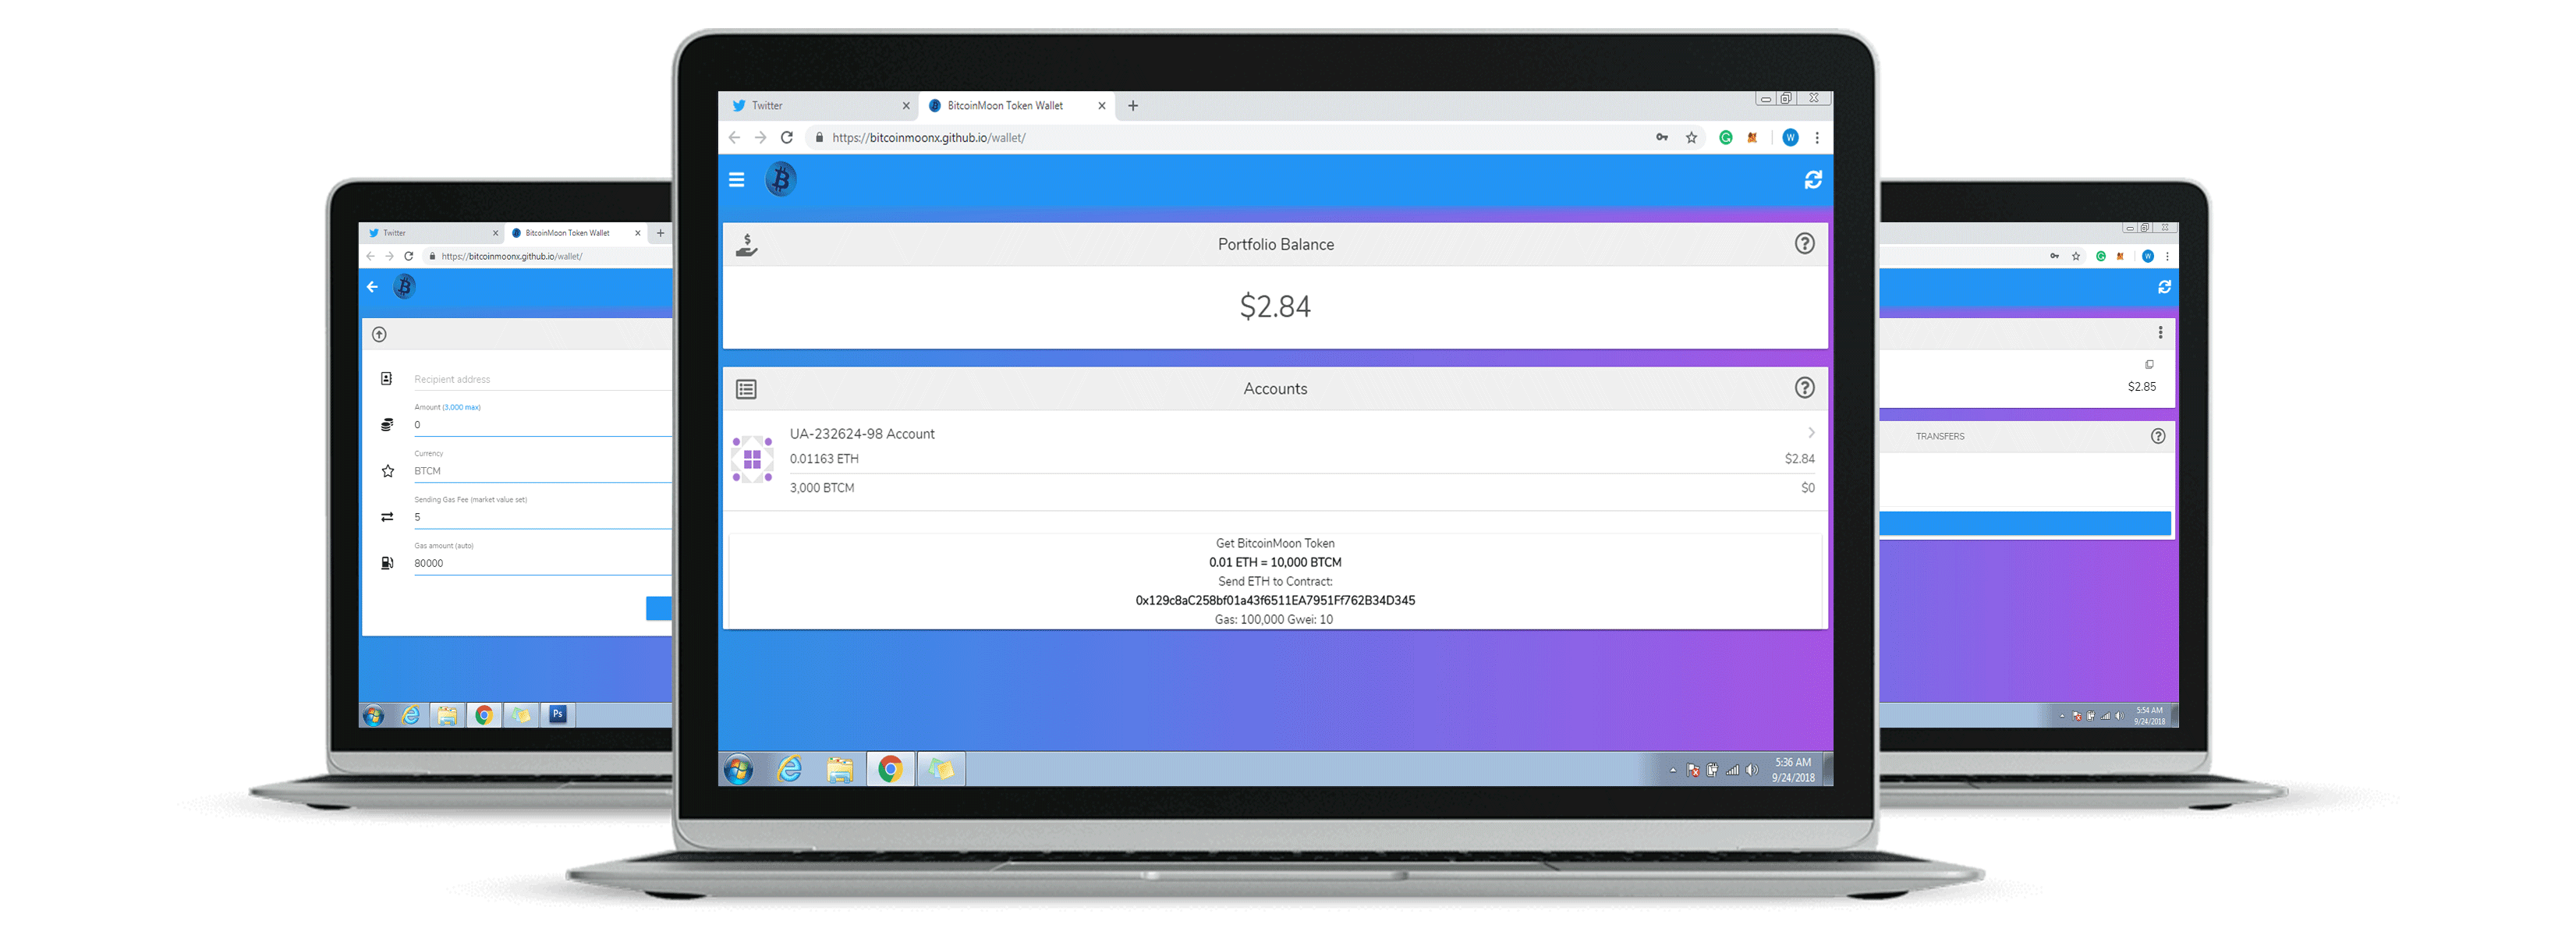 Twitter
BitcoinMoon Token Wallet
https://bitcoinmoonx.github.io/wallet/
Recipient address
Amount (3,000 max)
0
Currency
BTCM
Sending Gas Fee (market value set)
5
Gas amount (auto)
80000
Ps
Twitter
BitcoinMoon Token Wallet
https://bitcoinmoonx.github.io/wallet/
W
Portfolio Balance
$2.84
Accounts
UA-232624-98 Account
0.01163 ETH
$2.84
3,000 BTCM
$0
Get BitcoinMoon Token
0.01 ETH = 10,000 BTCM
Send ETH to Contract:
0x129c8aC258bf01a43f6511EA7951Ff762B34D345
Gas: 100,000 Gwei: 10
5:36 AM
9/24/2018
W
$2.85
TRANSFERS
5:54 AM
9/24/2018